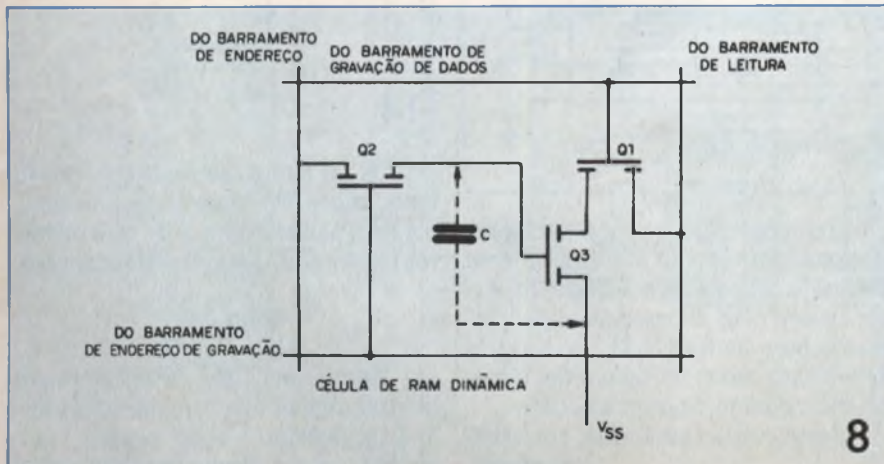 DO BARRAMENTO
DE ENDEREÇO
DO BARRAMENTO DE
GRAVAÇÃO DE DADOS
DO BARRAMENTO
DE LEITURA
Q2
Q1
C
Q3
DO BARRAMENTO
DE ENDEREÇO DE GRAVAÇÃO
CÉLULA DE RAM DINÂMICA
VSS
8